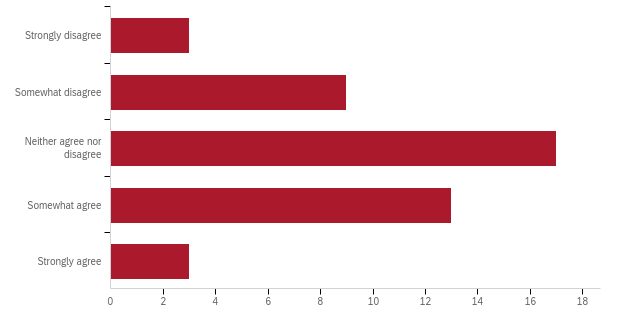 Strongly disagree
Somewhat disagree
Neither agree nor
disagree
Somewhat agree
Strongly agree
0 2 4 6 8 10 12 14 16 18